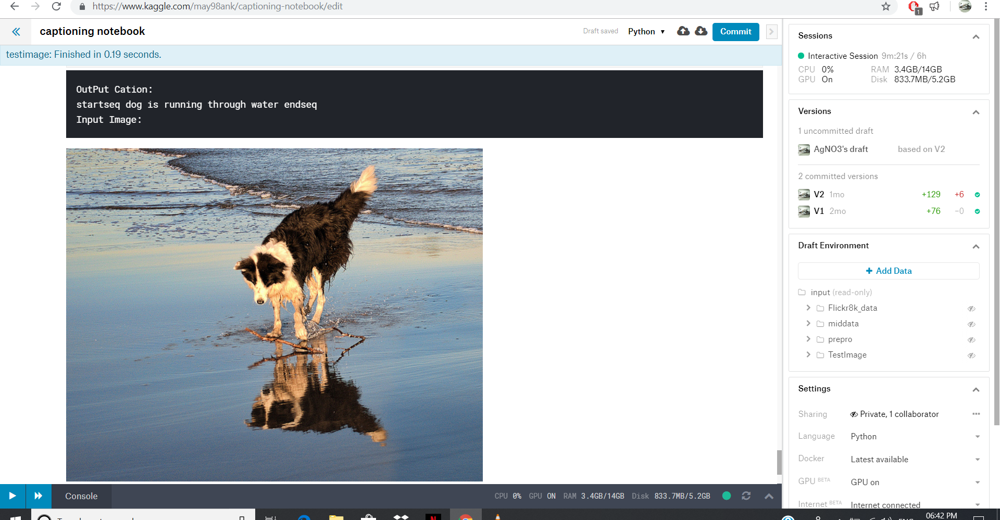 https://www.kaggle.com/may98ank/captioning-notebook/edit
1
captioning notebook
Draft saved
Python
Commit
testimage: Finished in 0.19 seconds.
OutPut Cation:
startseq dog is running through water endseq
Input Image:
Sessions
Interactive Session 9m:21s / 6h
CPU 0% RAM 3.4GB/14GB
GPU On Disk 833.7MB/5.2GB
Versions
1 uncommitted draft
AgNO3's draft based on V2
2 committed versions
V2 1mo +129 +6
V1 2mo +76 −0
Draft Environment
+ Add Data
input (read-only)
Flickr8k_data
middata
prepro
TestImage
Settings
Sharing Private, 1 collaborator
Language Python
Docker Latest available
GPU BETA GPU on
Internet BETA Internet connected
Console
CPU 0% GPU ON RAM 3.4GB/14GB Disk 833.7MB/5.2GB
N
06:42 PM